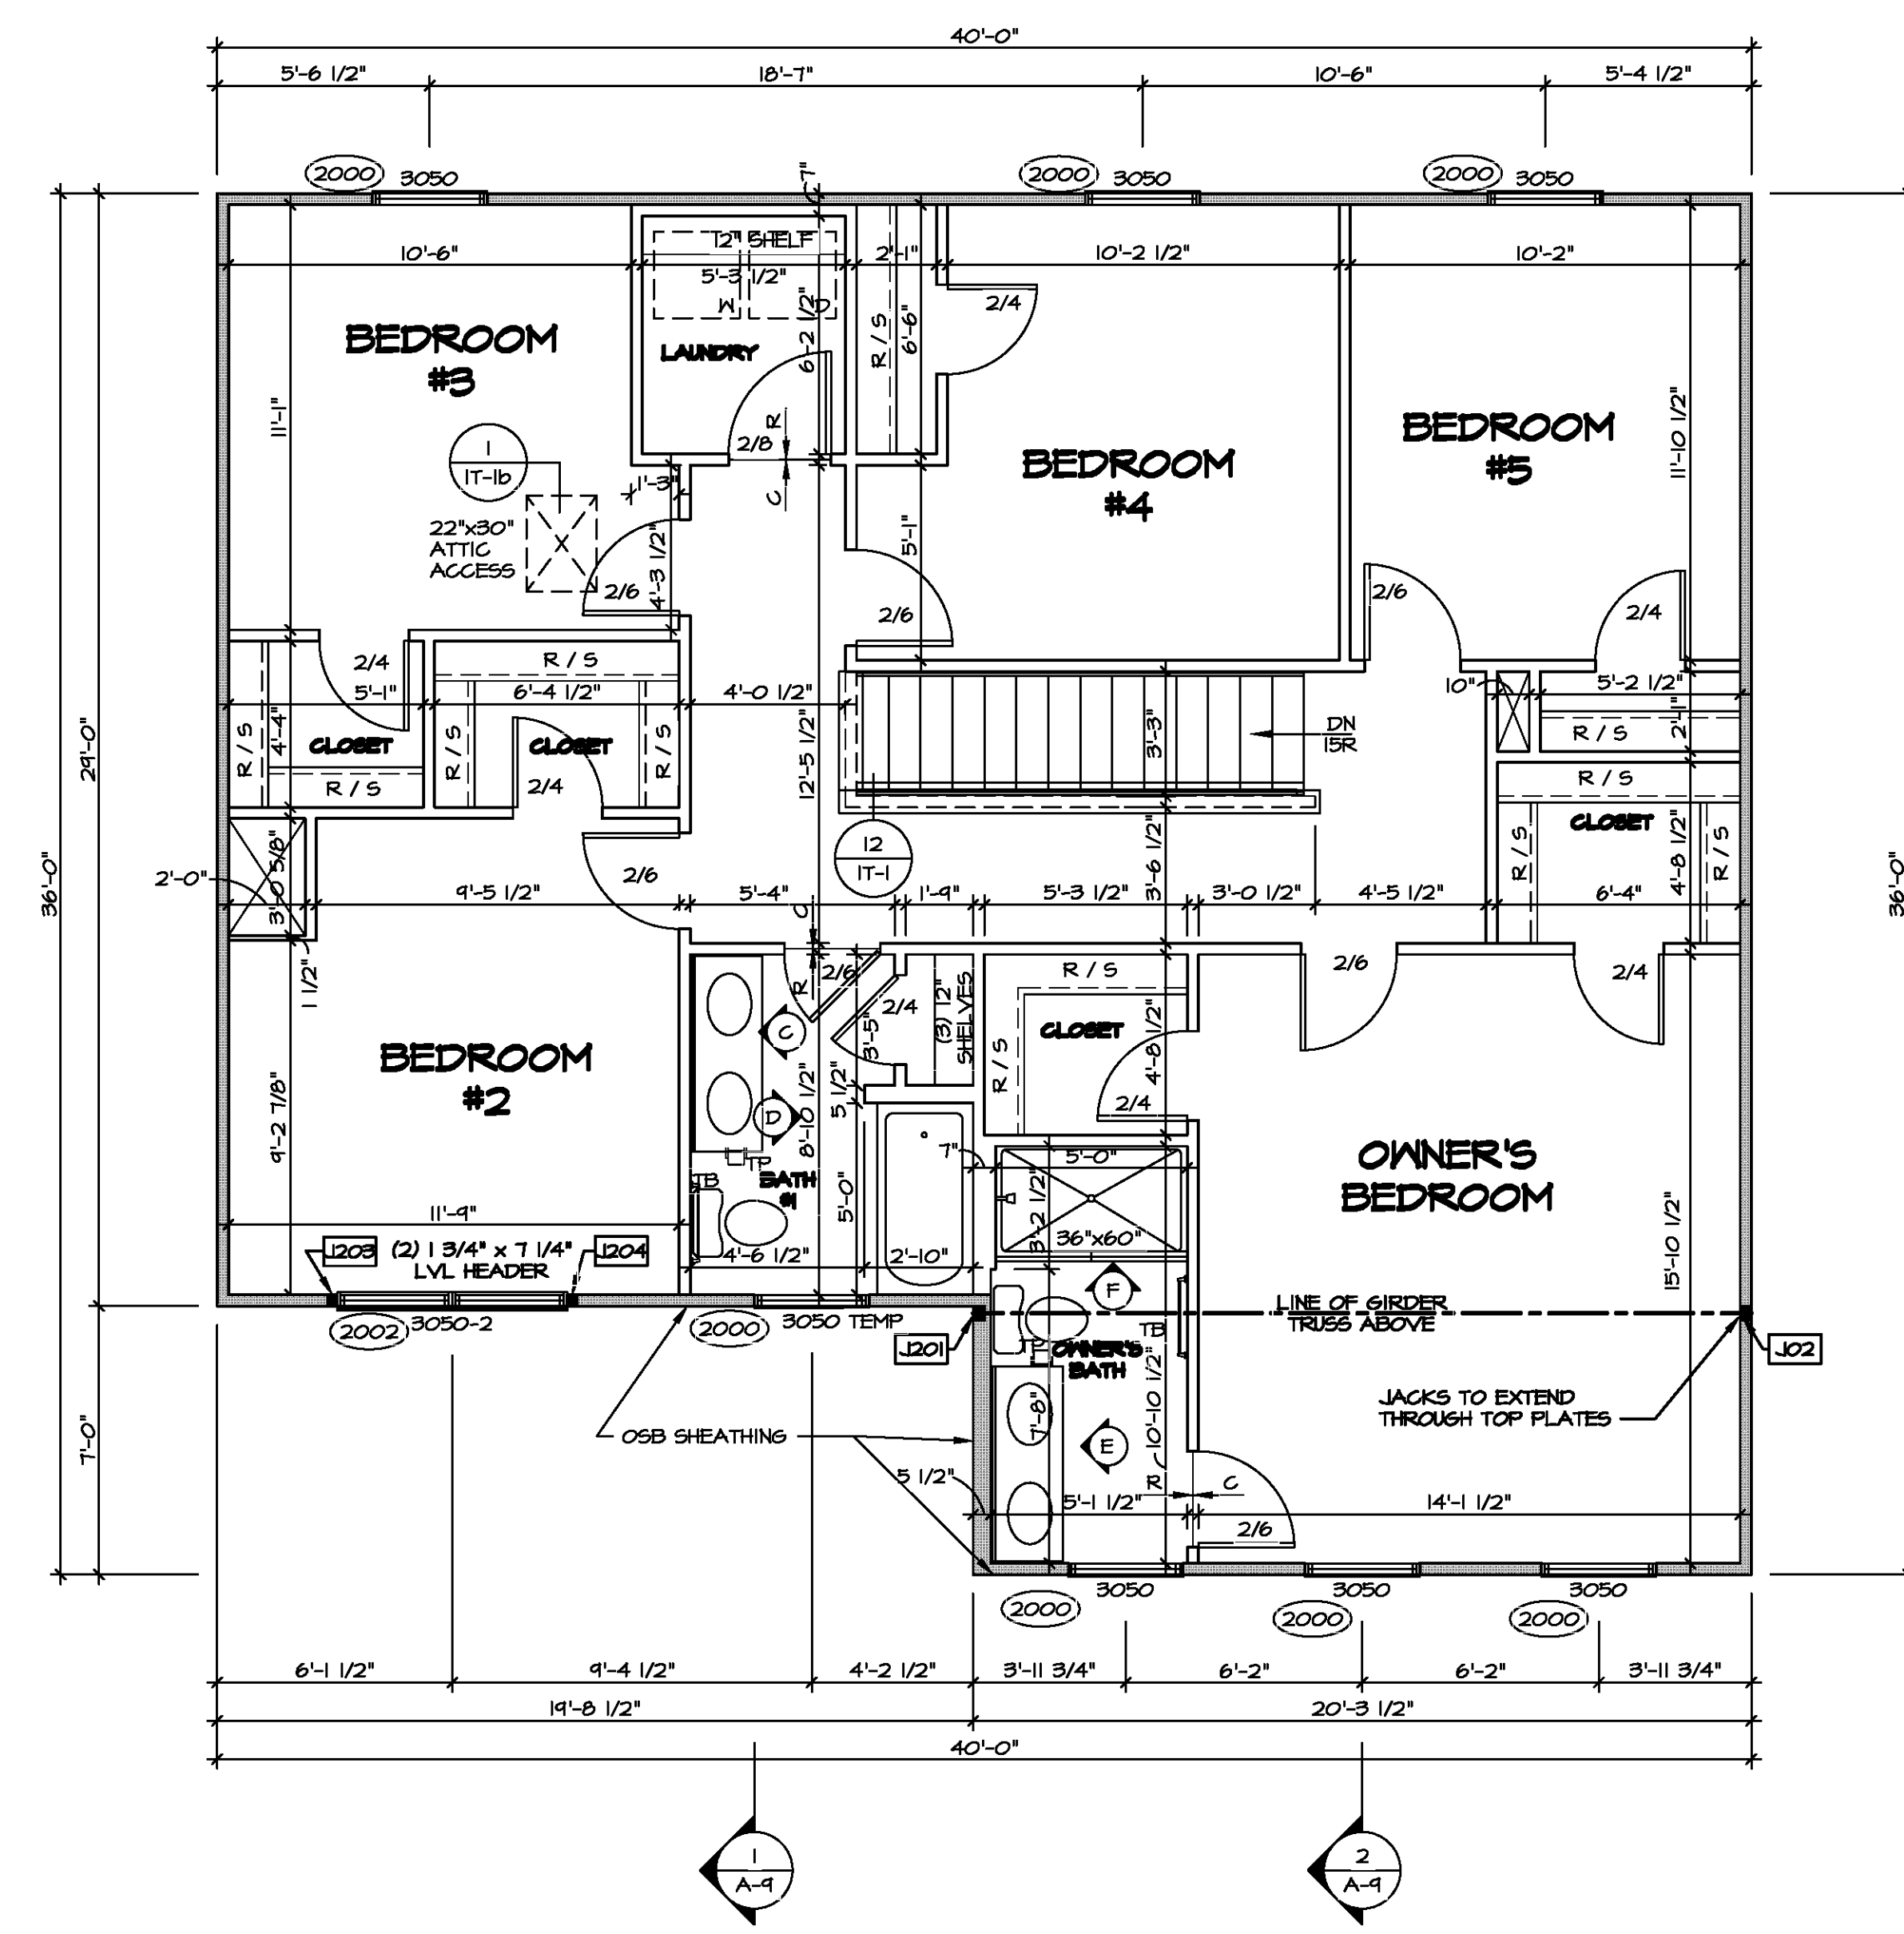 40'-0"
5'-6 1/2"
18'-7"
10'-6"
5'-4 1/2"
2000
3050
7"
2000
3050
2000
3050
12" SHELF
10'-6"
5'-3 1/2"
2'-1"
10'-2 1/2"
10'-2"
W
D
2/4
BEDROOM
#3
LAUNDRY
6'-2 1/2"
R / S
6'-6"
11'-1"
BEDROOM
#4
BEDROOM
#5
11'-10 1/2"
1
IT-1b
2/8
R
C
1'-3"
22"x30"
ATTIC
ACCESS
X
2/6
4'-3 1/2"
5'-1"
2/6
2/6
2/4
2/4
R / S
5'-1"
6'-4 1/2"
4'-0 1/2"
10"
5'-2 1/2"
R / S
4'-4"
CLOSET
R / S
R / S
CLOSET
R / S
2/4
12'-5 1/2"
3'-3"
DN
15R
R / S
2'-1"
R / S
CLOSET
R / S
4'-8 1/2"
R / S
29'-0"
36'-0"
36'-0"
12
IT-1
2'-0"
3'-0 5/8"
9'-5 1/2"
2/6
5'-4"
1'-9"
5'-3 1/2"
3'-6 1/2"
3'-0 1/2"
4'-5 1/2"
6'-4"
C
R
1 1/2"
2/6
2/4
(3) 12"
SHELVES
R / S
2/6
2/4
CLOSET
R / S
4'-8 1/2"
2/4
C
3'-5"
5 1/2"
BEDROOM
#2
9'-2 7/8"
D
8'-10 1/2"
TP
TB
BATH
#1
7"
5'-0"
OWNER'S
BEDROOM
11'-9"
5'-0"
3'-2 1/2"
36"x60"
15'-10 1/2"
J203
(2) 1 3/4" x 7 1/4"
LVL HEADER
J204
4'-6 1/2"
2'-10"
F
LINE OF GIRDER
TRUSS ABOVE
2002
3050-2
2000
3050 TEMP
J201
TB
OWNER'S
BATH
J102
7'-0"
OSB SHEATHING
7'-8"
10'-10 1/2"
E
JACKS TO EXTEND
THROUGH TOP PLATES
5 1/2"
R
C
5'-1 1/2"
14'-1 1/2"
2/6
3050
3050
3050
2000
2000
2000
6'-1 1/2"
9'-4 1/2"
4'-2 1/2"
3'-11 3/4"
6'-2"
6'-2"
3'-11 3/4"
19'-8 1/2"
20'-3 1/2"
40'-0"
1
A-9
2
A-9